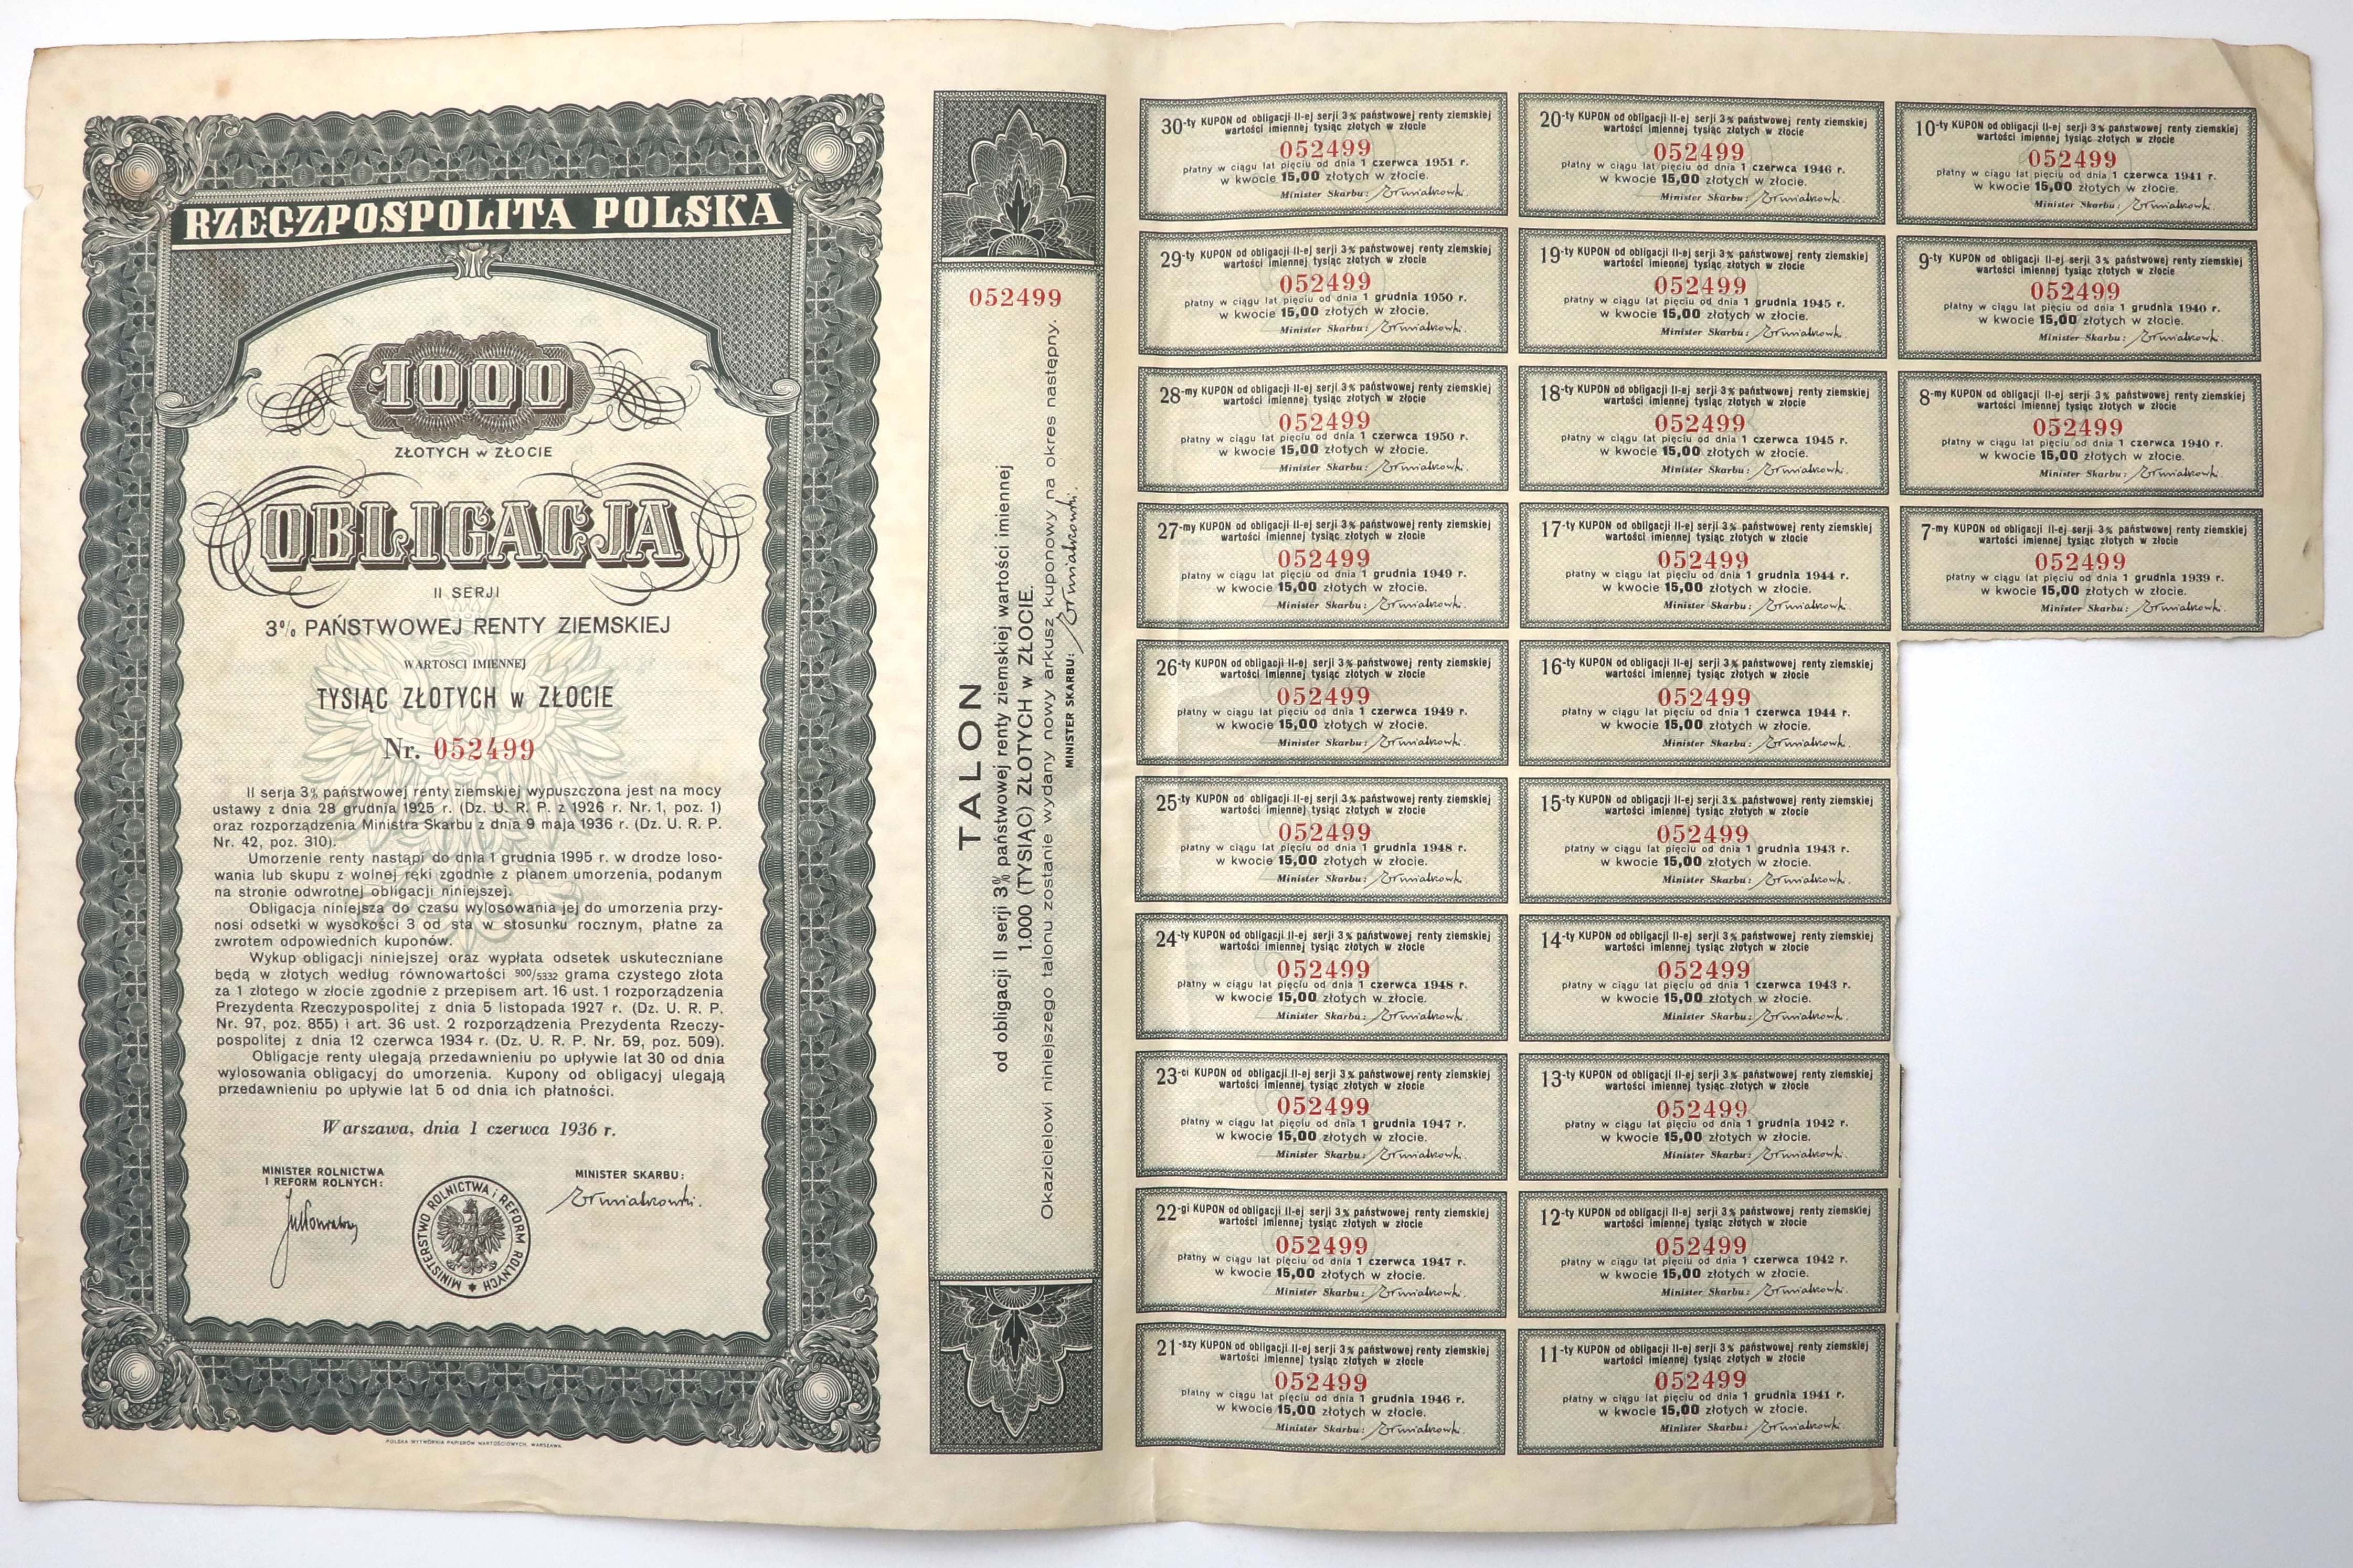 RZECZPOSPOLITA POLSKA
1000
ZŁOTYCH w ZŁOCIE
OBLIGACJA
II SERJI
3% PAŃSTWOWEJ RENTY ZIEMSKIEJ
WARTOŚCI IMIENNEJ
TYSIĄC ZŁOTYCH w ZŁOCIE
Nr. 052499
II serja 3% państwowej renty ziemskiej wypuszczona jest na mocy
ustawy z dnia 28 grudnia 1925 r. (Dz. U. R. P. z 1926 r. Nr. 1, poz. 1)
oraz rozporządzenia Ministra Skarbu z dnia 9 maja 1936 r. (Dz. U. R. P.
Nr. 42, poz. 310).
Umorzenie renty nastąpi do dnia 1 grudnia 1995 r. w drodze loso-
wania lub skupu z wolnej ręki zgodnie z planem umorzenia, podanym
na stronie odwrotnej obligacji niniejszej.
Obligacja niniejsza do czasu wylosowania jej do umorzenia przy-
nosi odsetki w wysokości 3 od sta w stosunku rocznym, płatne za
zwrotem odpowiednich kuponów.
Wykup obligacji niniejszej oraz wypłata odsetek uskuteczniane
będą w złotych według równowartości 900/5332 grama czystego złota
za 1 złotego w złocie zgodnie z przepisem art. 16 ust. 1 rozporządzenia
Prezydenta Rzeczypospolitej z dnia 5 listopada 1927 r. (Dz. U. R. P.
Nr. 97, poz. 855) i art. 36 ust. 2 rozporządzenia Prezydenta Rzeczy-
pospolitej z dnia 12 czerwca 1934 r. (Dz. U. R. P. Nr. 59, poz. 509).
Obligacje renty ulegają przedawnieniu po upływie lat 30 od dnia
wylosowania obligacyj do umorzenia. Kupony od obligacyj ulegają
przedawnieniu po upływie lat 5 od dnia ich płatności.
Warszawa, dnia 1 czerwca 1936 r.
MINISTER ROLNICTWA
I REFORM ROLNYCH:
MINISTERSTWO ROLNICTWA i REFORM ROLNYCH
MINISTER SKARBU:
POLSKA WYTWÓRNIA PAPIERÓW WARTOŚCIOWYCH, WARSZAWA
052499
TALON
od obligacji II serji 3% państwowej renty ziemskiej wartości imiennej
1.000 (TYSIĄC) ZŁOTYCH w ZŁOCIE.
Okazicielowi niniejszego talonu zostanie wydany nowy arkusz kuponowy na okres następny.
MINISTER SKARBU:
30-ty KUPON od obligacji II-ej serji 3% państwowej renty ziemskiej
wartości imiennej tysiąc złotych w złocie
052499
płatny w ciągu lat pięciu od dnia 1 czerwca 1951 r.
w kwocie 15,00 złotych w złocie.
Minister Skarbu:
29-ty KUPON od obligacji II-ej serji 3% państwowej renty ziemskiej
wartości imiennej tysiąc złotych w złocie
052499
płatny w ciągu lat pięciu od dnia 1 grudnia 1950 r.
w kwocie 15,00 złotych w złocie.
Minister Skarbu:
28-my KUPON od obligacji II-ej serji 3% państwowej renty ziemskiej
wartości imiennej tysiąc złotych w złocie
052499
płatny w ciągu lat pięciu od dnia 1 czerwca 1950 r.
w kwocie 15,00 złotych w złocie.
Minister Skarbu:
27-my KUPON od obligacji II-ej serji 3% państwowej renty ziemskiej
wartości imiennej tysiąc złotych w złocie
052499
płatny w ciągu lat pięciu od dnia 1 grudnia 1949 r.
w kwocie 15,00 złotych w złocie.
Minister Skarbu:
26-ty KUPON od obligacji II-ej serji 3% państwowej renty ziemskiej
wartości imiennej tysiąc złotych w złocie
052499
płatny w ciągu lat pięciu od dnia 1 czerwca 1949 r.
w kwocie 15,00 złotych w złocie.
Minister Skarbu:
25-ty KUPON od obligacji II-ej serji 3% państwowej renty ziemskiej
wartości imiennej tysiąc złotych w złocie
052499
płatny w ciągu lat pięciu od dnia 1 grudnia 1948 r.
w kwocie 15,00 złotych w złocie.
Minister Skarbu:
24-ty KUPON od obligacji II-ej serji 3% państwowej renty ziemskiej
wartości imiennej tysiąc złotych w złocie
052499
płatny w ciągu lat pięciu od dnia 1 czerwca 1948 r.
w kwocie 15,00 złotych w złocie.
Minister Skarbu:
23-ci KUPON od obligacji II-ej serji 3% państwowej renty ziemskiej
wartości imiennej tysiąc złotych w złocie
052499
płatny w ciągu lat pięciu od dnia 1 grudnia 1947 r.
w kwocie 15,00 złotych w złocie.
Minister Skarbu:
22-gi KUPON od obligacji II-ej serji 3% państwowej renty ziemskiej
wartości imiennej tysiąc złotych w złocie
052499
płatny w ciągu lat pięciu od dnia 1 czerwca 1947 r.
w kwocie 15,00 złotych w złocie.
Minister Skarbu:
21-szy KUPON od obligacji II-ej serji 3% państwowej renty ziemskiej
wartości imiennej tysiąc złotych w złocie
052499
płatny w ciągu lat pięciu od dnia 1 grudnia 1946 r.
w kwocie 15,00 złotych w złocie.
Minister Skarbu:
20-ty KUPON od obligacji II-ej serji 3% państwowej renty ziemskiej
wartości imiennej tysiąc złotych w złocie
052499
płatny w ciągu lat pięciu od dnia 1 czerwca 1946 r.
w kwocie 15,00 złotych w złocie.
Minister Skarbu:
19-ty KUPON od obligacji II-ej serji 3% państwowej renty ziemskiej
wartości imiennej tysiąc złotych w złocie
052499
płatny w ciągu lat pięciu od dnia 1 grudnia 1945 r.
w kwocie 15,00 złotych w złocie.
Minister Skarbu:
18-ty KUPON od obligacji II-ej serji 3% państwowej renty ziemskiej
wartości imiennej tysiąc złotych w złocie
052499
płatny w ciągu lat pięciu od dnia 1 czerwca 1945 r.
w kwocie 15,00 złotych w złocie.
Minister Skarbu:
17-ty KUPON od obligacji II-ej serji 3% państwowej renty ziemskiej
wartości imiennej tysiąc złotych w złocie
052499
płatny w ciągu lat pięciu od dnia 1 grudnia 1944 r.
w kwocie 15,00 złotych w złocie.
Minister Skarbu:
16-ty KUPON od obligacji II-ej serji 3% państwowej renty ziemskiej
wartości imiennej tysiąc złotych w złocie
052499
płatny w ciągu lat pięciu od dnia 1 czerwca 1944 r.
w kwocie 15,00 złotych w złocie.
Minister Skarbu:
15-ty KUPON od obligacji II-ej serji 3% państwowej renty ziemskiej
wartości imiennej tysiąc złotych w złocie
052499
płatny w ciągu lat pięciu od dnia 1 grudnia 1943 r.
w kwocie 15,00 złotych w złocie.
Minister Skarbu:
14-ty KUPON od obligacji II-ej serji 3% państwowej renty ziemskiej
wartości imiennej tysiąc złotych w złocie
052499
płatny w ciągu lat pięciu od dnia 1 czerwca 1943 r.
w kwocie 15,00 złotych w złocie.
Minister Skarbu:
13-ty KUPON od obligacji II-ej serji 3% państwowej renty ziemskiej
wartości imiennej tysiąc złotych w złocie
052499
płatny w ciągu lat pięciu od dnia 1 grudnia 1942 r.
w kwocie 15,00 złotych w złocie.
Minister Skarbu:
12-ty KUPON od obligacji II-ej serji 3% państwowej renty ziemskiej
wartości imiennej tysiąc złotych w złocie
052499
płatny w ciągu lat pięciu od dnia 1 czerwca 1942 r.
w kwocie 15,00 złotych w złocie.
Minister Skarbu:
11-ty KUPON od obligacji II-ej serji 3% państwowej renty ziemskiej
wartości imiennej tysiąc złotych w złocie
052499
płatny w ciągu lat pięciu od dnia 1 grudnia 1941 r.
w kwocie 15,00 złotych w złocie.
Minister Skarbu:
10-ty KUPON od obligacji II-ej serji 3% państwowej renty ziemskiej
wartości imiennej tysiąc złotych w złocie
052499
płatny w ciągu lat pięciu od dnia 1 czerwca 1941 r.
w kwocie 15,00 złotych w złocie.
Minister Skarbu:
9-ty KUPON od obligacji II-ej serji 3% państwowej renty ziemskiej
wartości imiennej tysiąc złotych w złocie
052499
płatny w ciągu lat pięciu od dnia 1 grudnia 1940 r.
w kwocie 15,00 złotych w złocie.
Minister Skarbu:
8-my KUPON od obligacji II-ej serji 3% państwowej renty ziemskiej
wartości imiennej tysiąc złotych w złocie
052499
płatny w ciągu lat pięciu od dnia 1 czerwca 1940 r.
w kwocie 15,00 złotych w złocie.
Minister Skarbu:
7-my KUPON od obligacji II-ej serji 3% państwowej renty ziemskiej
wartości imiennej tysiąc złotych w złocie
052499
płatny w ciągu lat pięciu od dnia 1 grudnia 1939 r.
w kwocie 15,00 złotych w złocie.
Minister Skarbu: